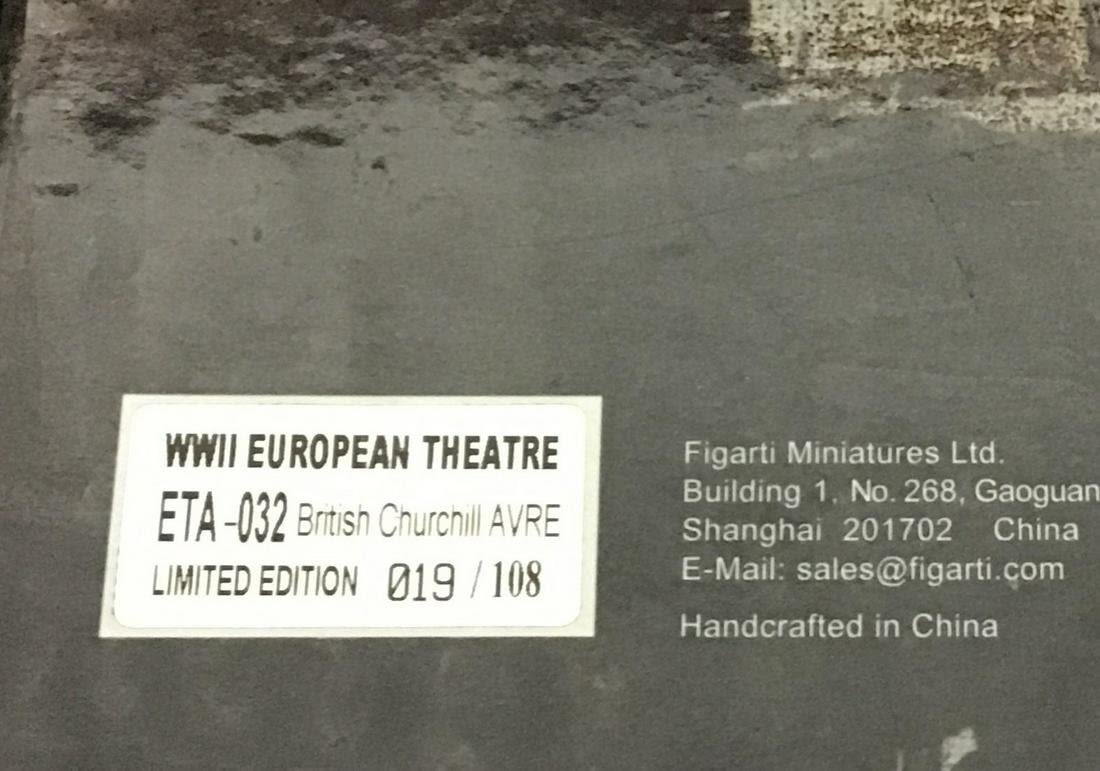 WWII EUROPEAN THEATRE
ETA-032 British Churchill AVRE
LIMITED EDITION 019 / 108
Figarti Miniatures Ltd.
Building 1, No. 268, Gaoguan
Shanghai 201702 China
E-Mail: sales@figarti.com
Handcrafted in China